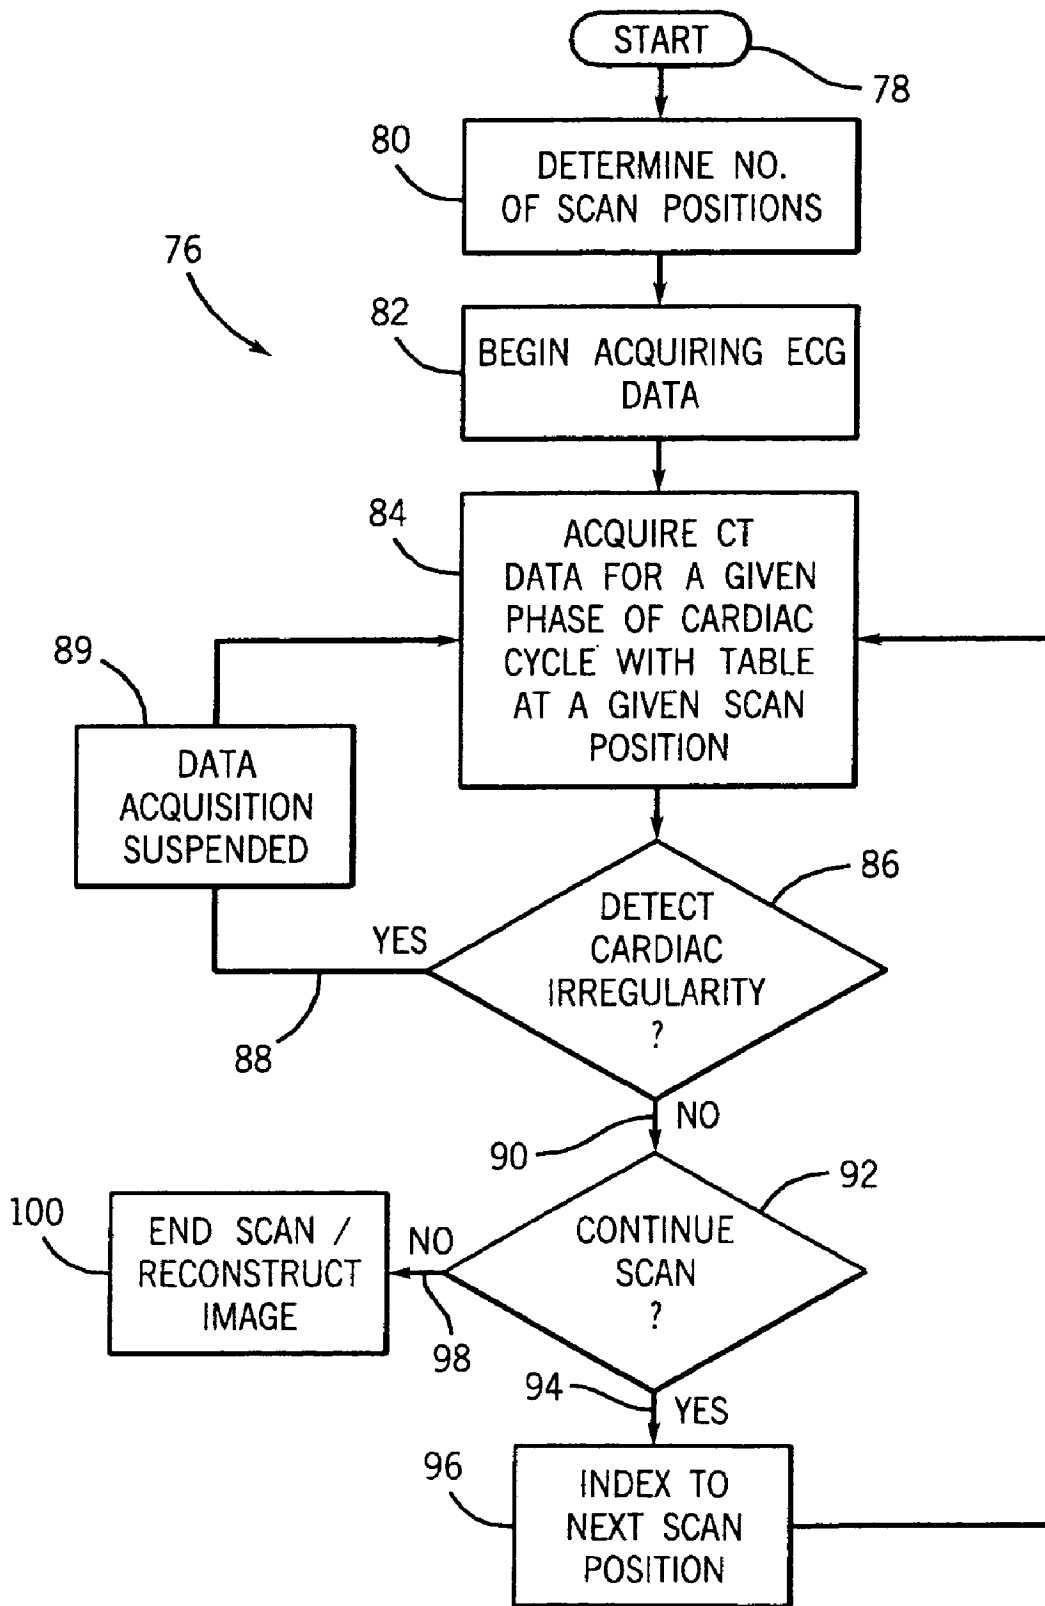 START
78
80
DETERMINE NO.
OF SCAN POSITIONS
76
82
BEGIN ACQUIRING ECG
DATA
84
ACQUIRE CT
DATA FOR A GIVEN
PHASE OF CARDIAC
CYCLE WITH TABLE
AT A GIVEN SCAN
POSITION
89
DATA
ACQUISITION
SUSPENDED
86
DETECT
CARDIAC
IRREGULARITY
?
YES
88
90
NO
92
CONTINUE
SCAN
?
100
END SCAN /
RECONSTRUCT
IMAGE
NO
98
94
YES
96
INDEX TO
NEXT SCAN
POSITION